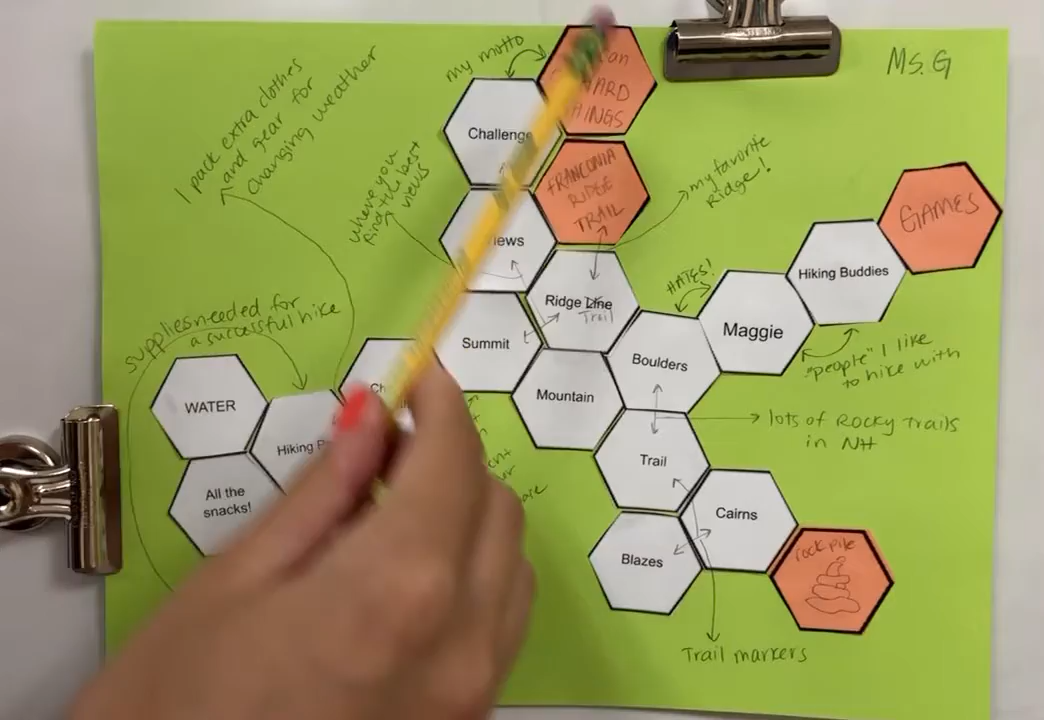 Ms. G
my motto
HARD
THINGS
Challenge
I pack extra clothes
and gear for
changing weather
where you
find the best
views
FRANCONIA
RIDGE
TRAIL
my favorite
Ridge!
GAMES
Hiking Buddies
Ridge Line
Trail
HATES!
Maggie
"people" I like
to hike with
supplies needed for
a successful hike
Summit
Boulders
Mountain
WATER
Hiking
lots of Rocky Trails
in NH
Trail
All the
snacks!
Cairns
Blazes
rock pile
Trail markers